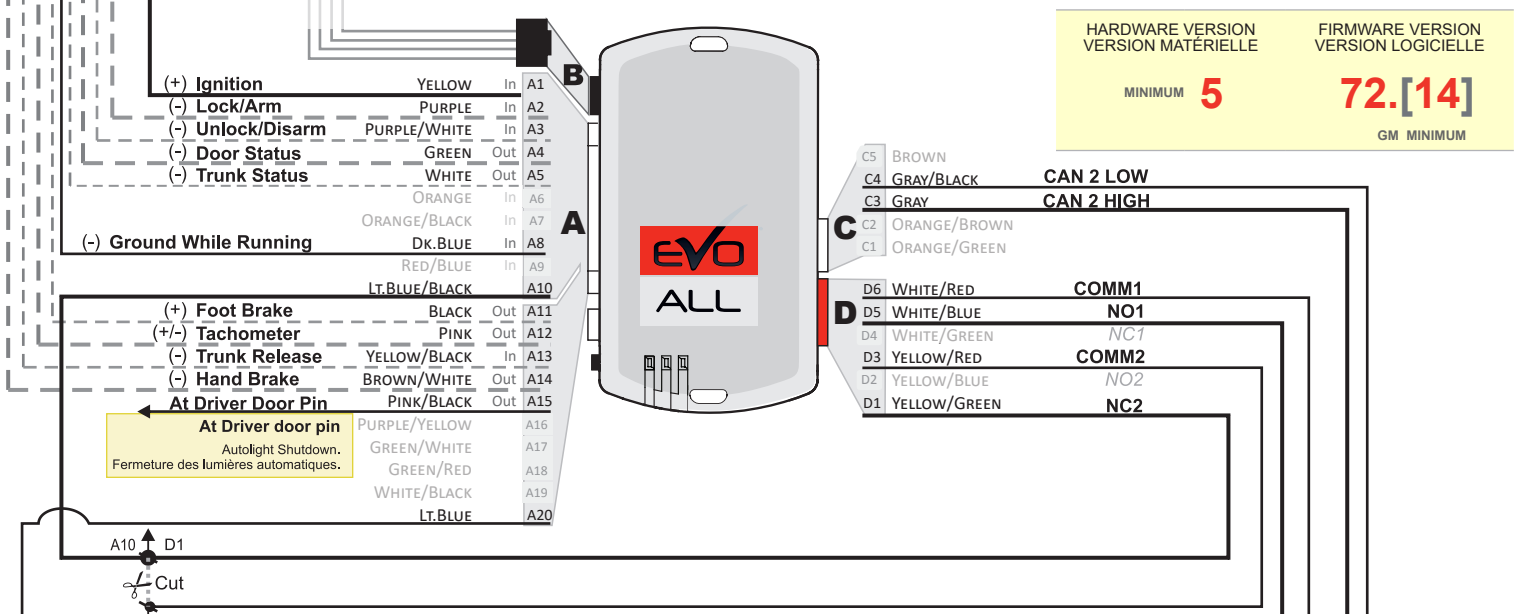 HARDWARE VERSION
VERSION MATÉRIELLE
MINIMUM 5
FIRMWARE VERSION
VERSION LOGICIELLE
72.[14]
GM MINIMUM
B
A
(+) Ignition YELLOW In A1
(-) Lock/Arm PURPLE In A2
(-) Unlock/Disarm PURPLE/WHITE In A3
(-) Door Status GREEN Out A4
(-) Trunk Status WHITE Out A5
ORANGE In A6
ORANGE/BLACK In A7
(-) Ground While Running DK.BLUE In A8
RED/BLUE In A9
LT.BLUE/BLACK A10
(+) Foot Brake BLACK Out A11
(+/-) Tachometer PINK Out A12
(-) Trunk Release YELLOW/BLACK In A13
(-) Hand Brake BROWN/WHITE Out A14
At Driver Door Pin PINK/BLACK Out A15
At Driver door pin PURPLE/YELLOW A16
Autolight Shutdown. GREEN/WHITE A17
Fermeture des lumières automatiques. GREEN/RED A18
WHITE/BLACK A19
LT.BLUE A20
A10 D1
Cut
EVO
ALL
C
C5 BROWN
C4 GRAY/BLACK CAN 2 LOW
C3 GRAY CAN 2 HIGH
C2 ORANGE/BROWN
C1 ORANGE/GREEN
D
D6 WHITE/RED COMM1
D5 WHITE/BLUE NO1
D4 WHITE/GREEN NC1
D3 YELLOW/RED COMM2
D2 YELLOW/BLUE NO2
D1 YELLOW/GREEN NC2